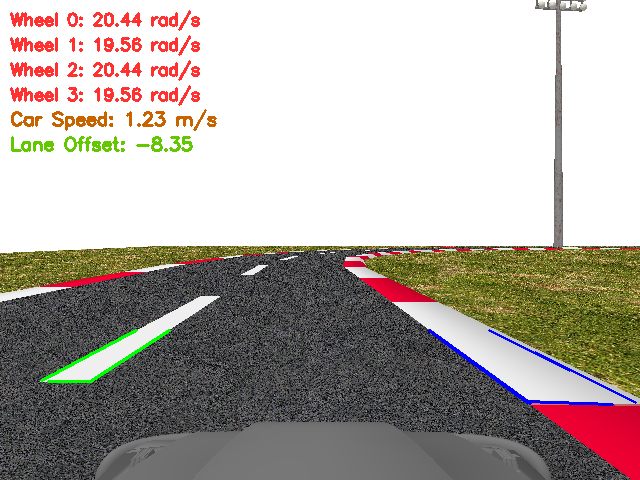 Wheel 0: 20.44 rad/s
Wheel 1: 19.56 rad/s
Wheel 2: 20.44 rad/s
Wheel 3: 19.56 rad/s
Car Speed: 1.23 m/s
Lane Offset: -8.35